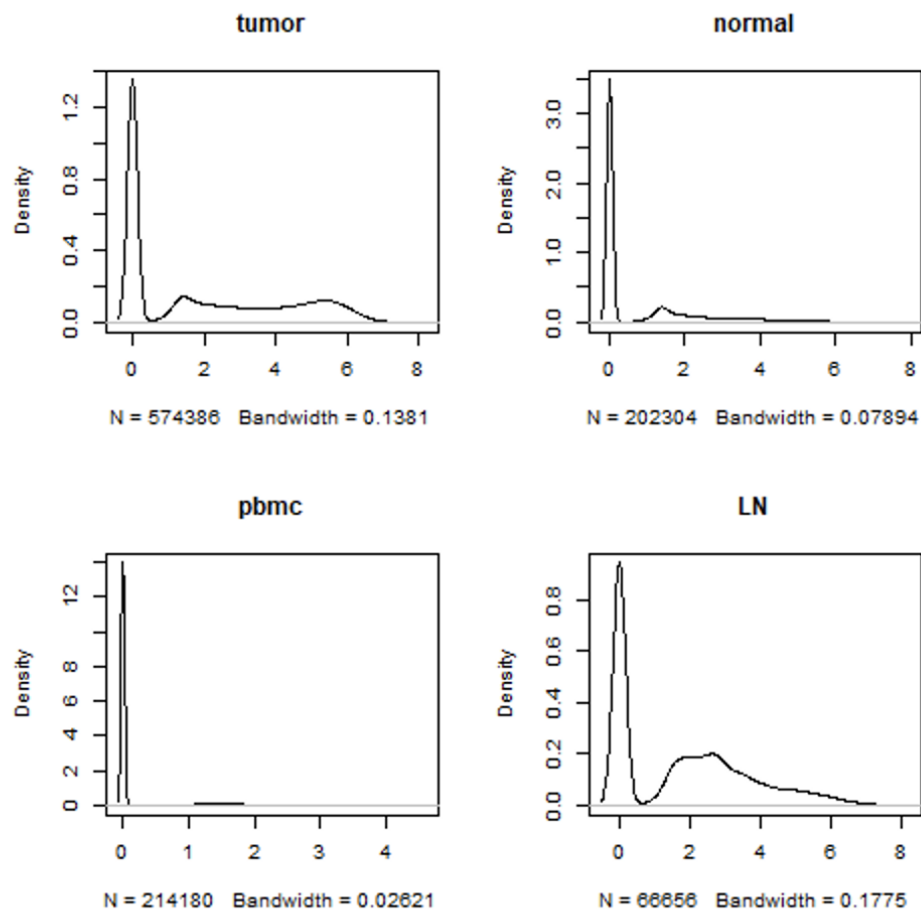 tumor
Density
0.0 0.4 0.8 1.2
0 2 4 6 8
N = 574386 Bandwidth = 0.1381
normal
Density
0.0 1.0 2.0 3.0
0 2 4 6 8
N = 202304 Bandwidth = 0.07894
pbmc
Density
0 2 4 6 8 12
0 1 2 3 4
N = 214180 Bandwidth = 0.02621
LN
Density
0.0 0.2 0.4 0.6 0.8
0 2 4 6 8
N = 66656 Bandwidth = 0.1775